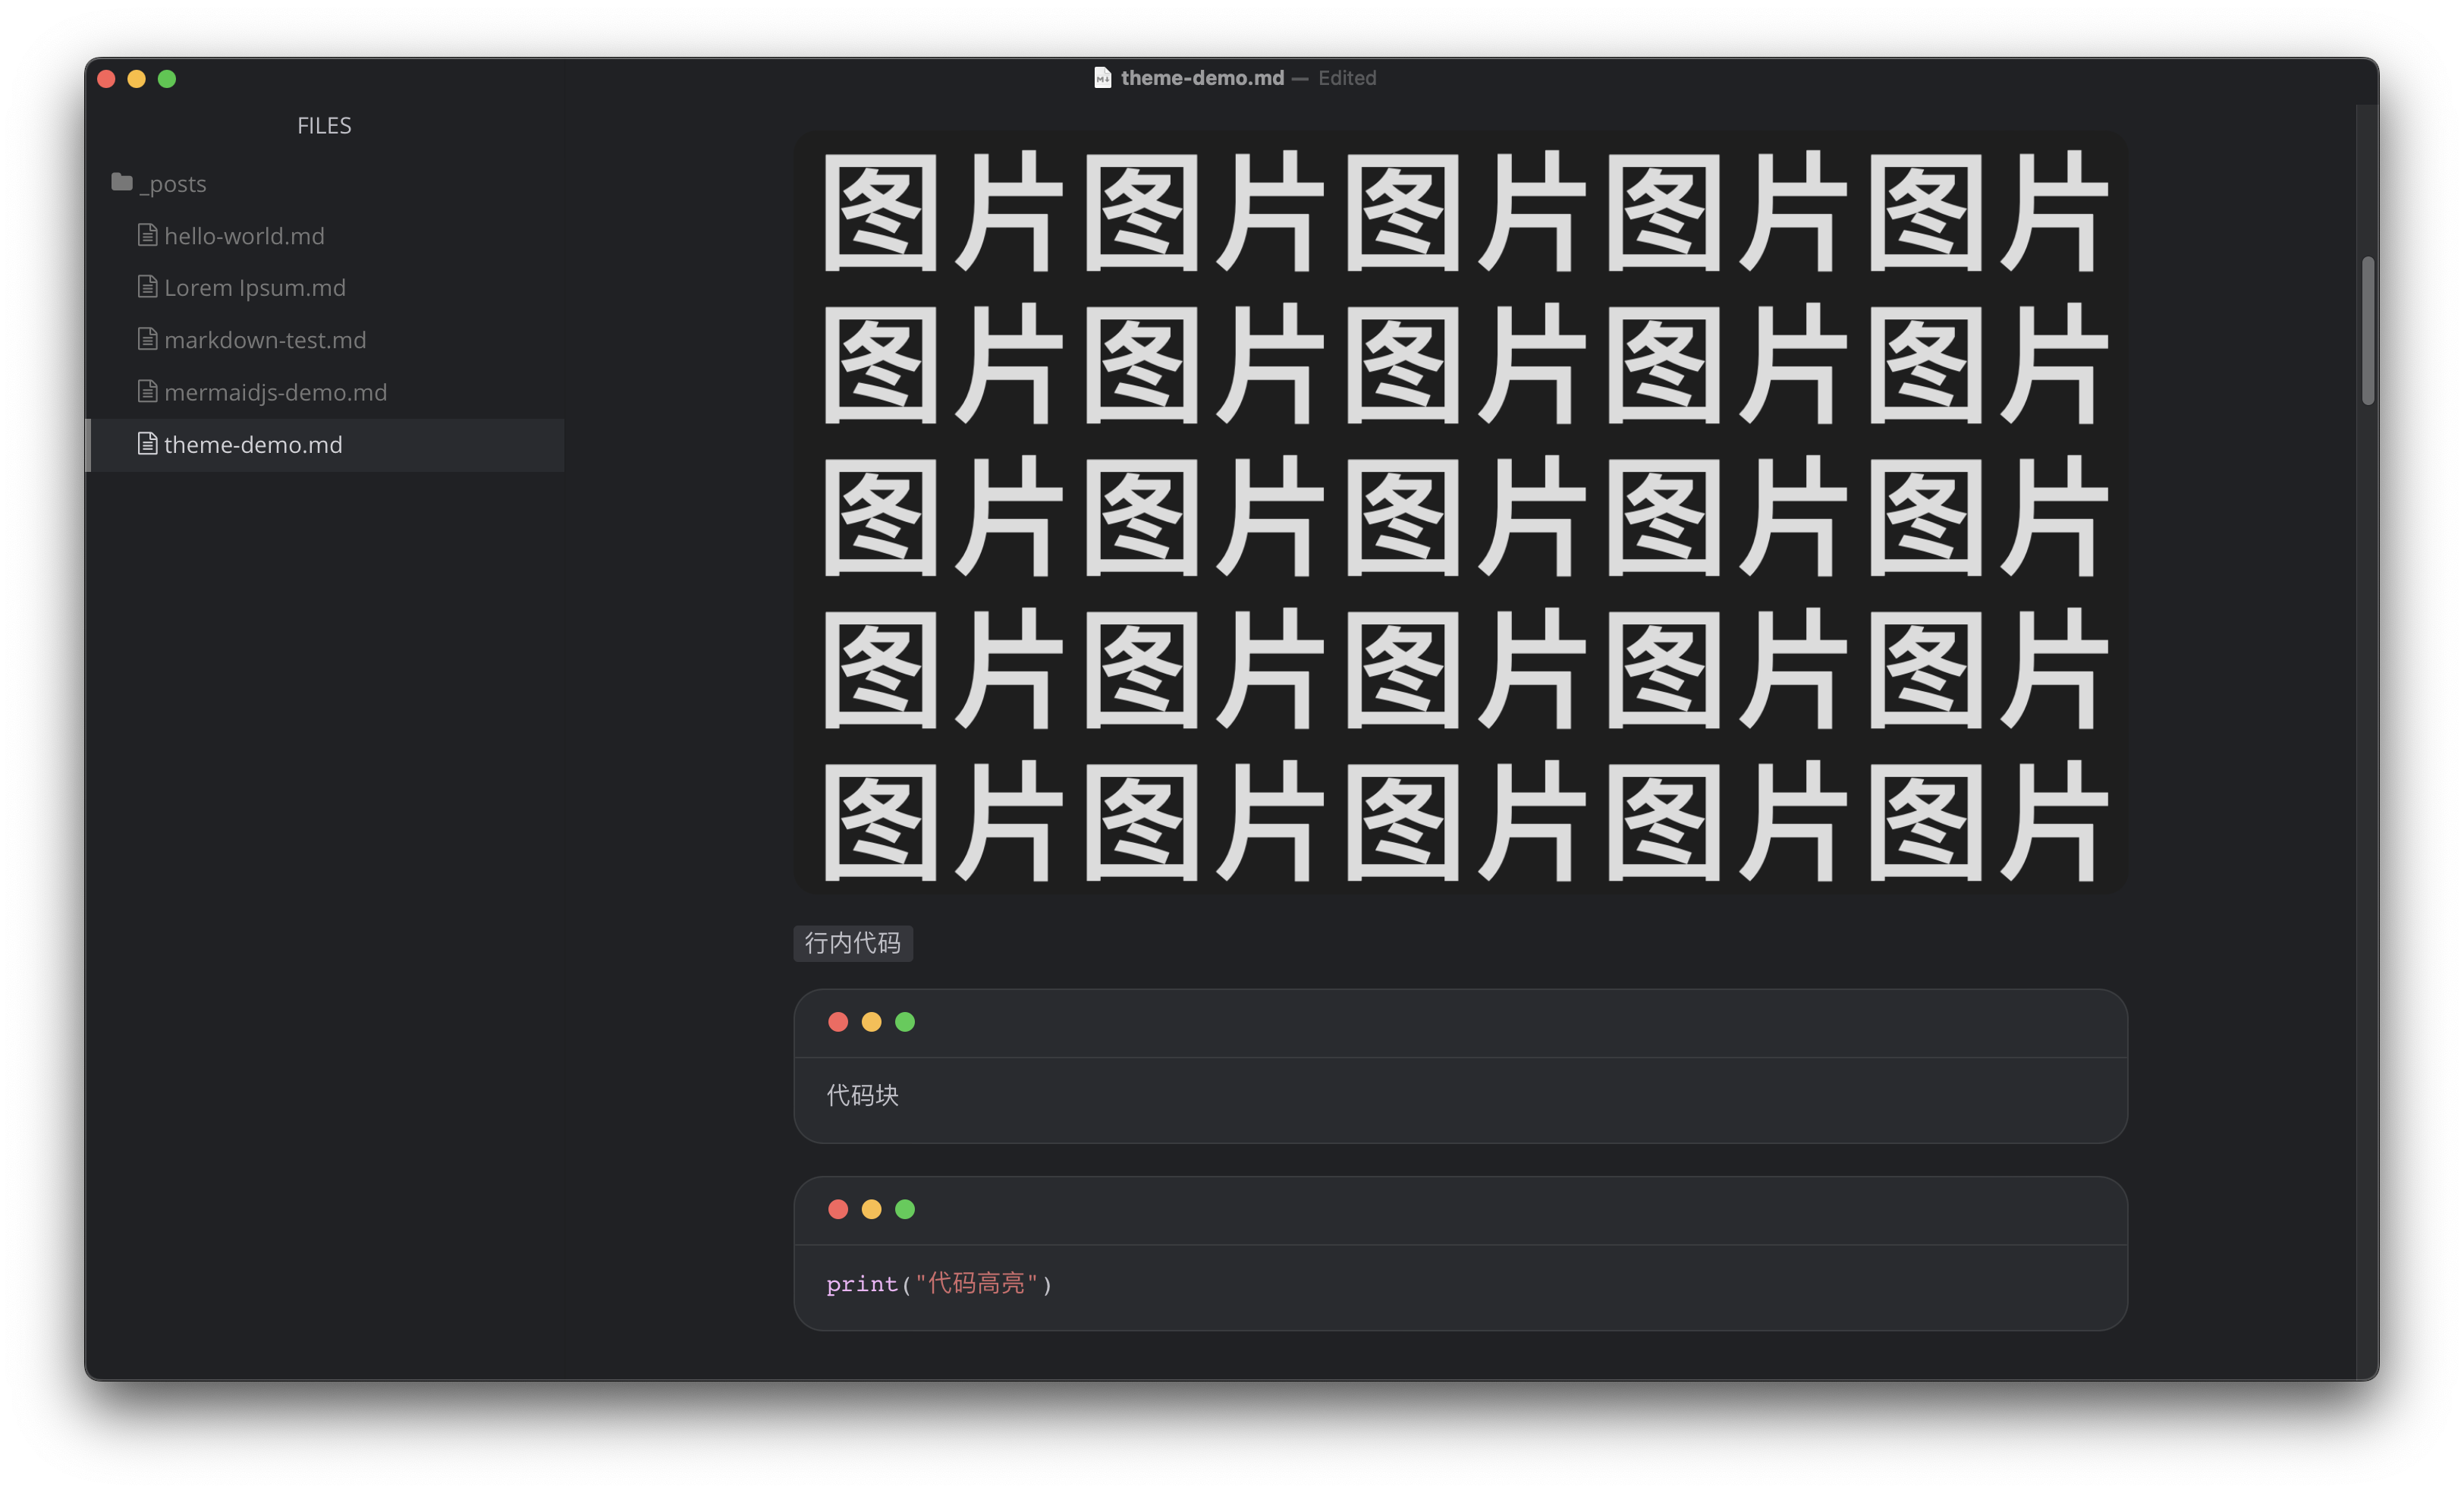 theme-demo.md — Edited
FILES
_posts
hello-world.md
Lorem Ipsum.md
markdown-test.md
mermaidjs-demo.md
theme-demo.md
图片图片图片图片图片
图片图片图片图片图片
图片图片图片图片图片
图片图片图片图片图片
图片图片图片图片图片
行内代码
代码块
print("代码高亮")